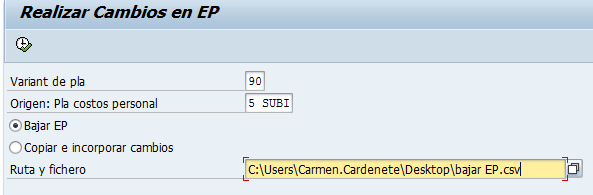 Realizar Cambios en EP
Variant de pla 90
Origen: Pla costos personal 5 SUBI
Bajar EP
Copiar e incorporar cambios
Ruta y fichero C:\Users\Carmen.Cardenete\Desktop\bajar EP.csv